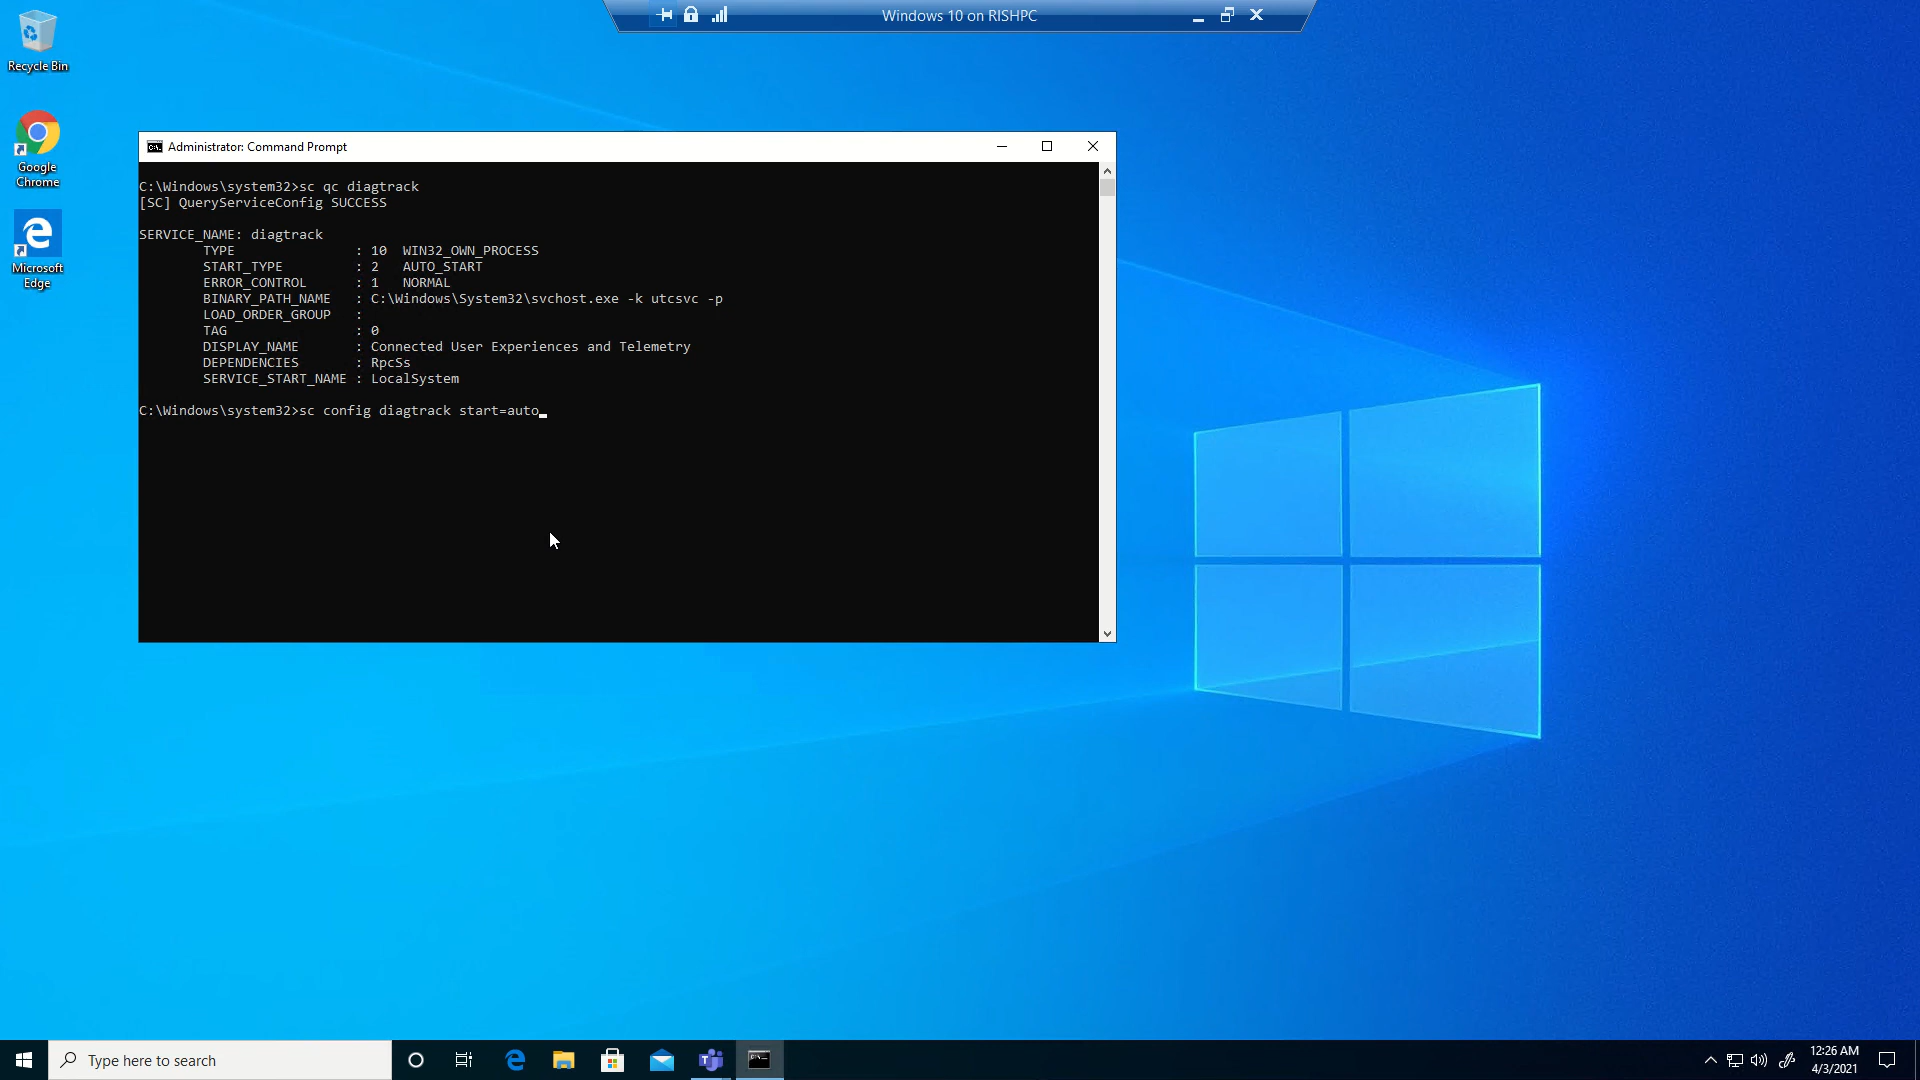 Windows 10 on RISHPC
Recycle Bin
Google
Chrome
Microsoft
Edge
Administrator: Command Prompt
C:\Windows\system32>sc qc diagtrack
[SC] QueryServiceConfig SUCCESS
SERVICE_NAME: diagtrack
TYPE : 10 WIN32_OWN_PROCESS
START_TYPE : 2 AUTO_START
ERROR_CONTROL : 1 NORMAL
BINARY_PATH_NAME : C:\Windows\System32\svchost.exe -k utcsvc -p
LOAD_ORDER_GROUP :
TAG : 0
DISPLAY_NAME : Connected User Experiences and Telemetry
DEPENDENCIES : RpcSs
SERVICE_START_NAME : LocalSystem
C:\Windows\system32>sc config diagtrack start=auto
Type here to search
12:26 AM
4/3/2021